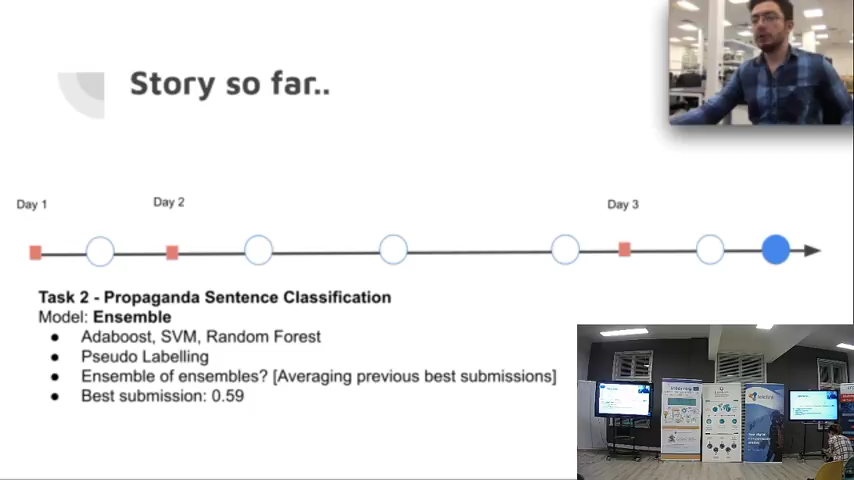 Story so far..
Day 1
Day 2
Day 3
Task 2 - Propaganda Sentence Classification
Model: Ensemble
● Adaboost, SVM, Random Forest
● Pseudo Labelling
● Ensemble of ensembles? [Averaging previous best submissions]
● Best submission: 0.59
Interreg